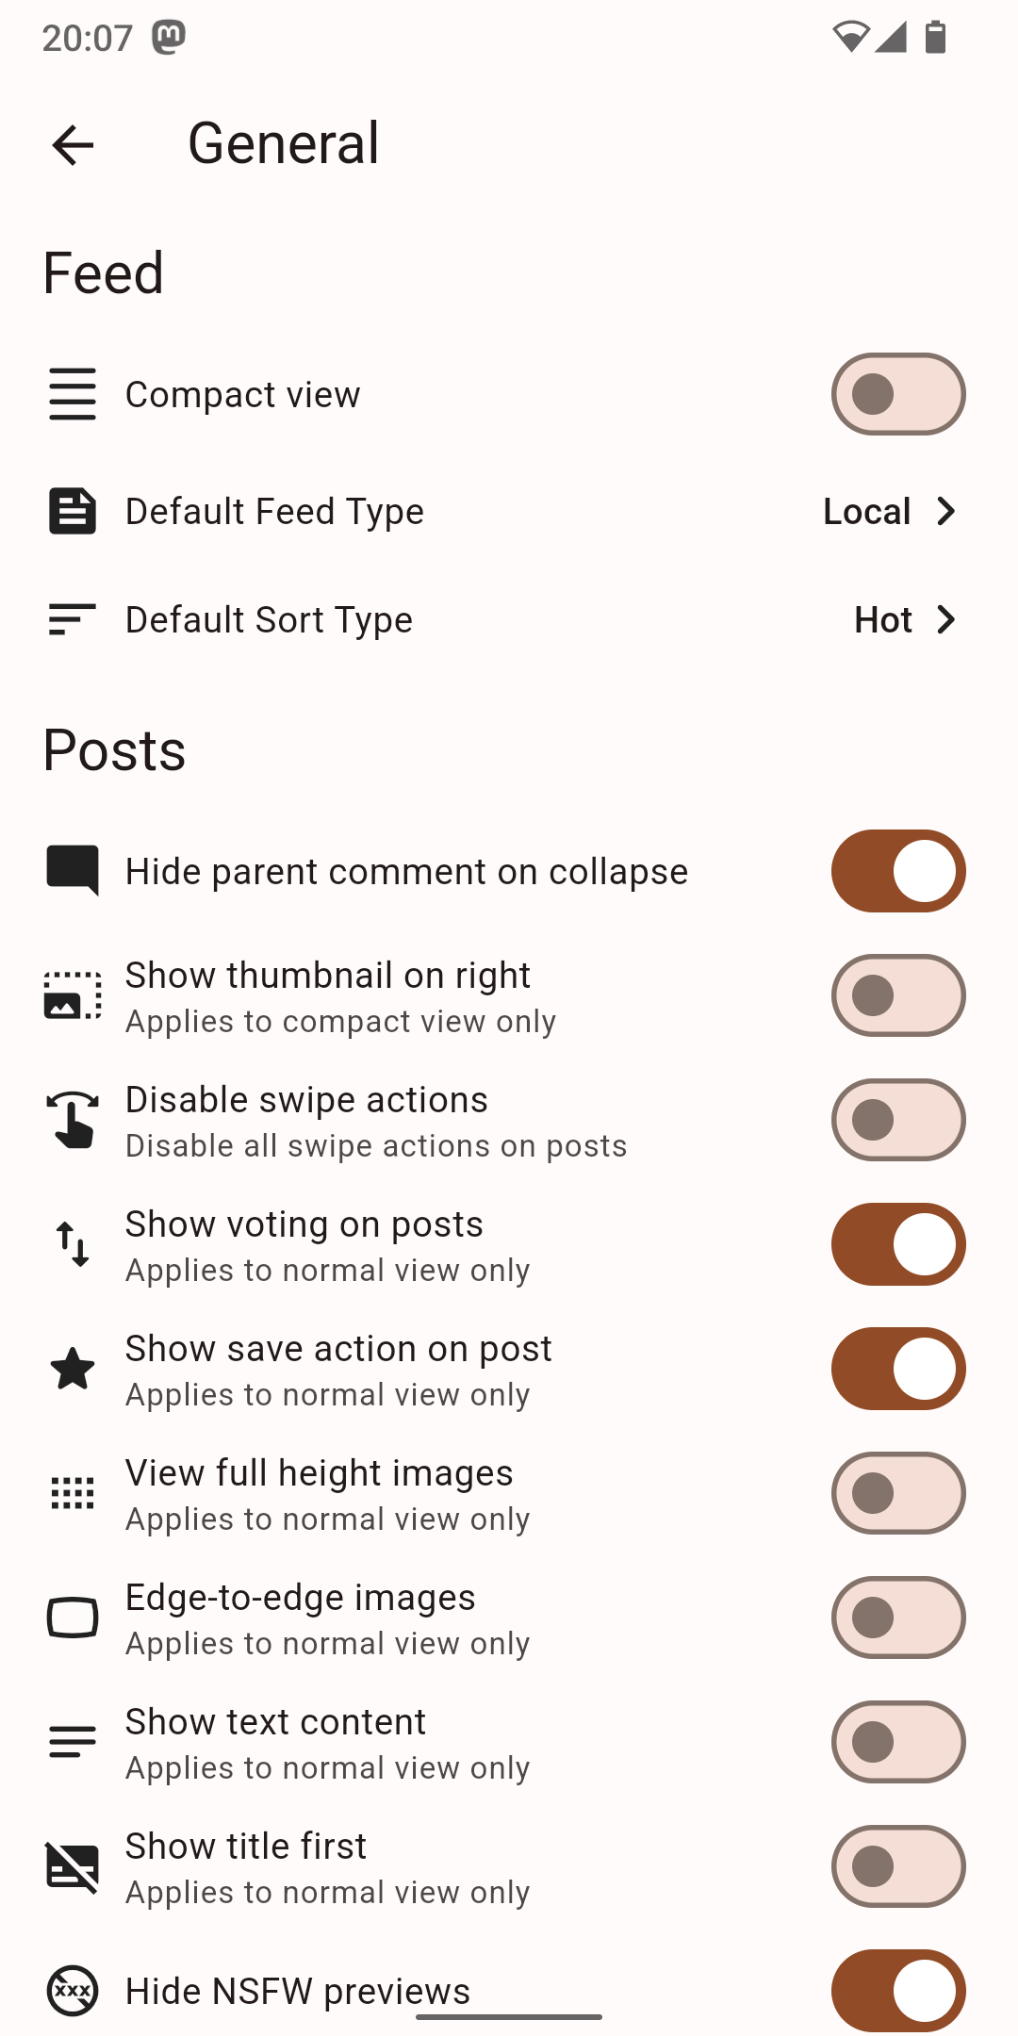 20:07
General
Feed
Compact view
Default Feed Type Local
Default Sort Type Hot
Posts
Hide parent comment on collapse
Show thumbnail on right
Applies to compact view only
Disable swipe actions
Disable all swipe actions on posts
Show voting on posts
Applies to normal view only
Show save action on post
Applies to normal view only
View full height images
Applies to normal view only
Edge-to-edge images
Applies to normal view only
Show text content
Applies to normal view only
Show title first
Applies to normal view only
xxx Hide NSFW previews